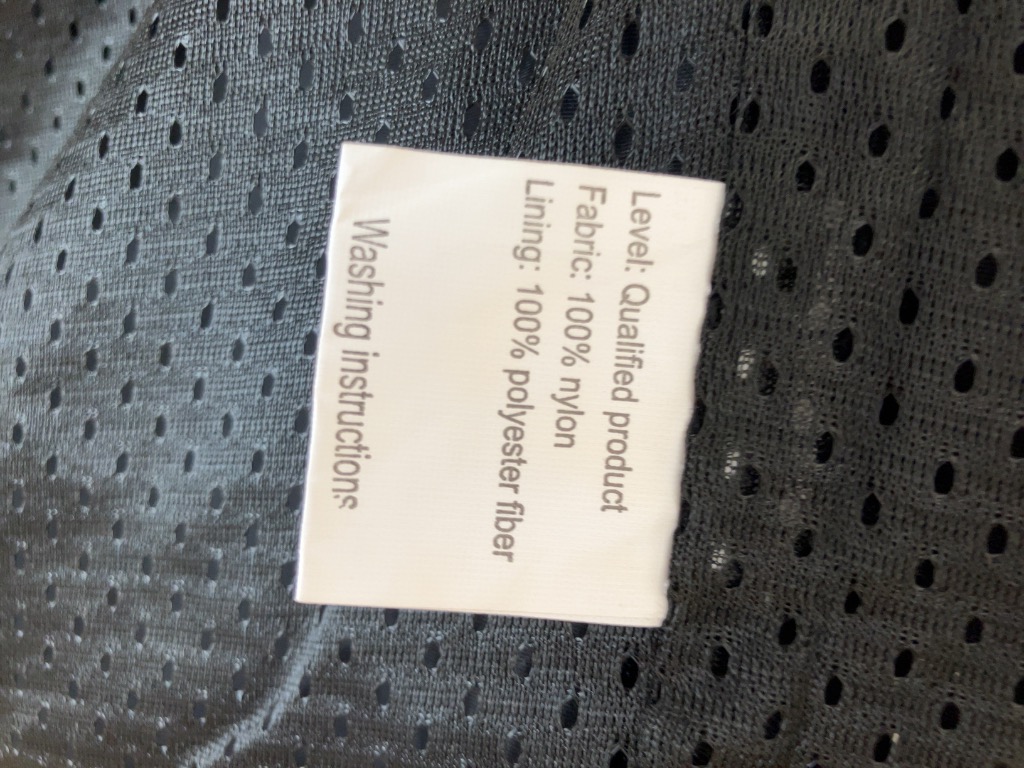 Level: Qualified product
Fabric: 100% nylon
Lining: 100% polyester fiber
Washing instructions